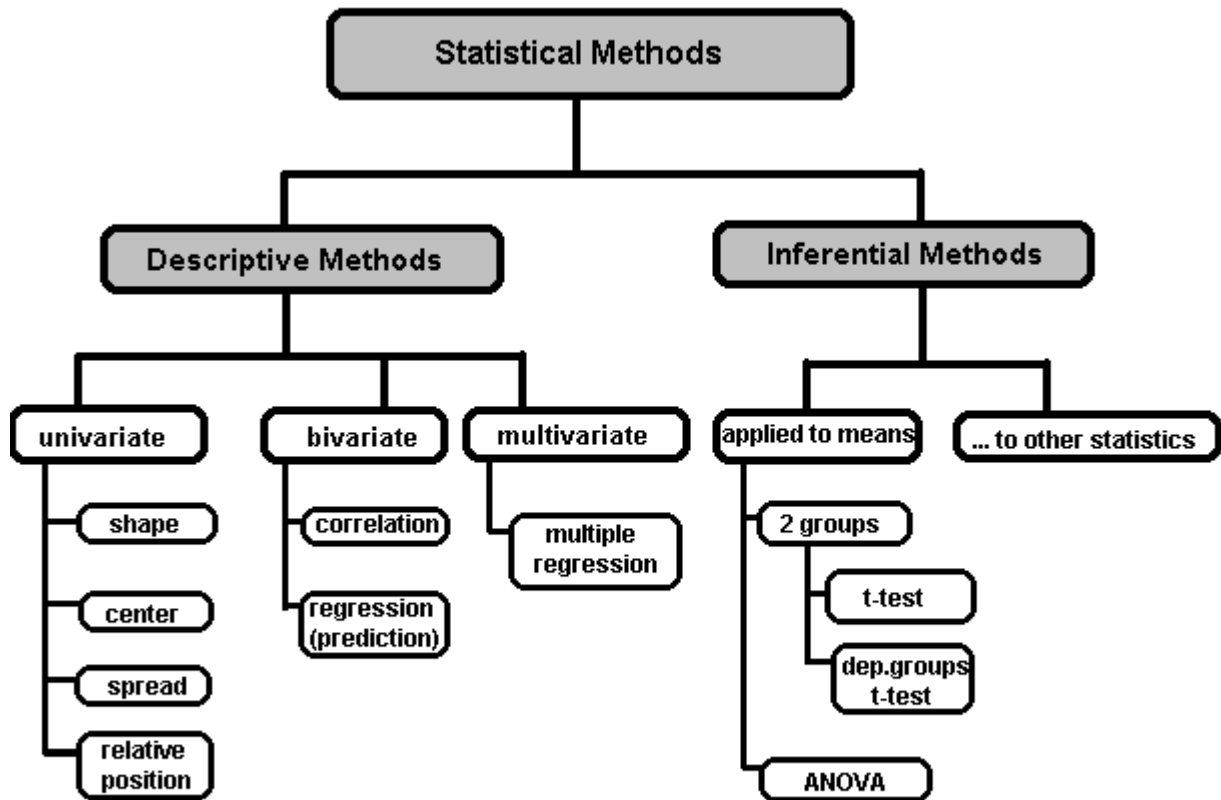 Statistical Methods
Descriptive Methods
Inferential Methods
univariate
bivariate
multivariate
applied to means
... to other statistics
shape
center
spread
relative
position
correlation
regression
(prediction)
multiple
regression
2 groups
t-test
dep.groups
t-test
ANOVA